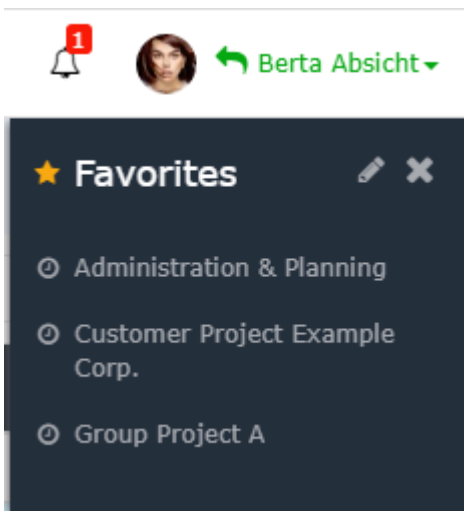 1
Berta Absicht
Favorites
Administration & Planning
Customer Project Example
Corp.
Group Project A